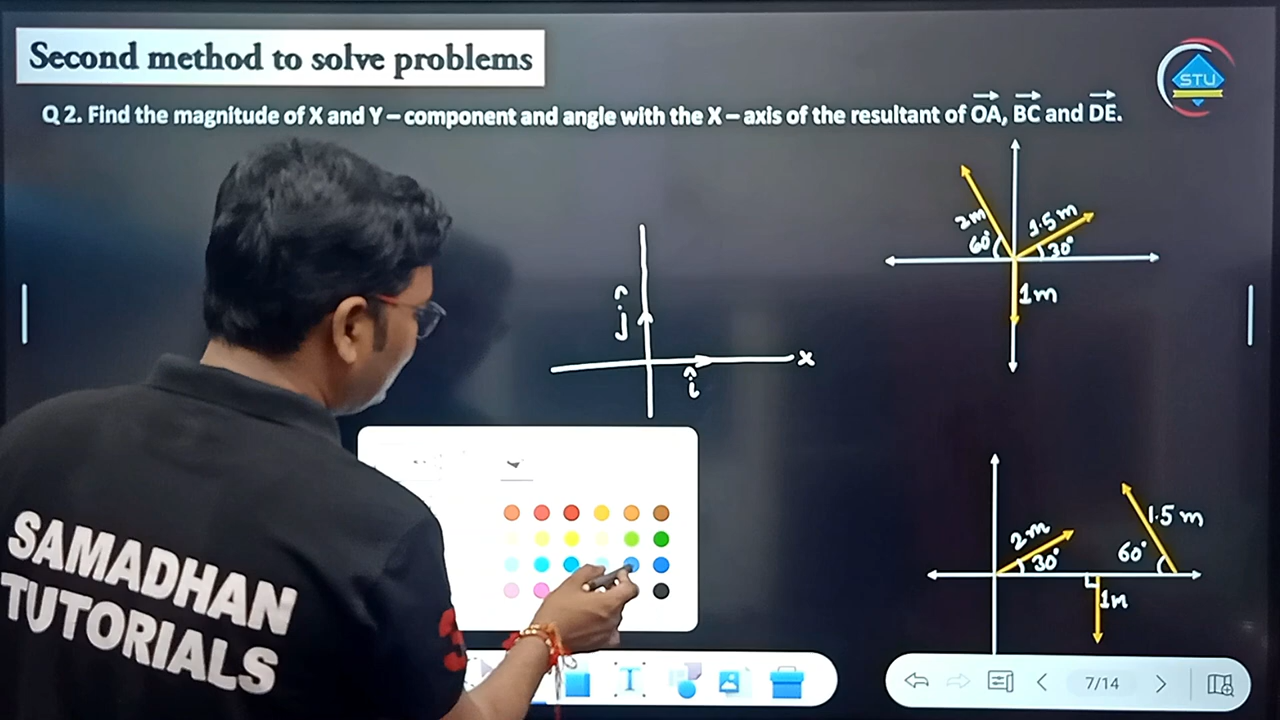 Second method to solve problems
STU
Q 2. Find the magnitude of X and Y – component and angle with the X – axis of the resultant of OA, BC and DE.
2m
60°
1.5 m
30°
1m
ĵ
x
î
2m
30°
60°
1.5 m
1m
SAMADHAN
TUTORIALS
T
7/14